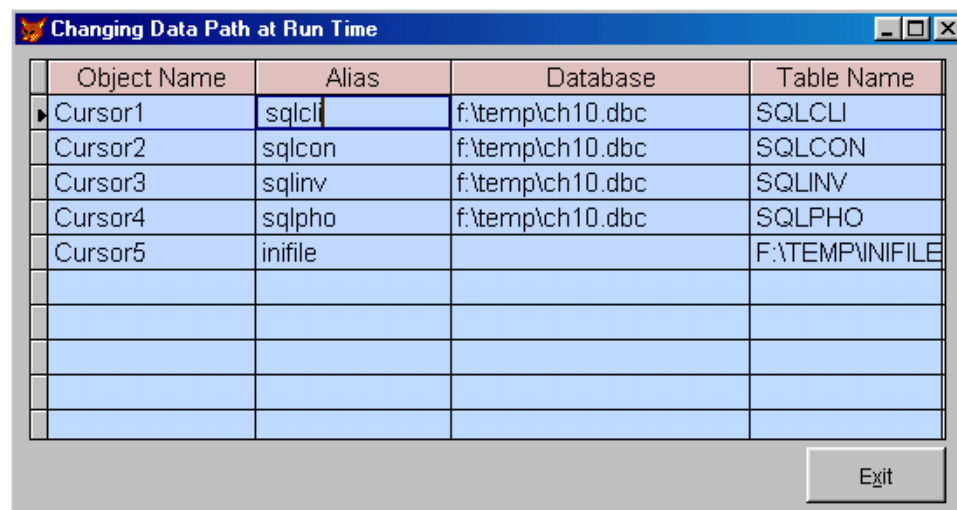 Changing Data Path at Run Time
Object Name Alias Database Table Name
Cursor1 sqlcli f:\temp\ch10.dbc SQLCLI
Cursor2 sqlcon f:\temp\ch10.dbc SQLCON
Cursor3 sqlinv f:\temp\ch10.dbc SQLINV
Cursor4 sqlpho f:\temp\ch10.dbc SQLPHO
Cursor5 inifile F:\TEMP\INIFILE
Exit